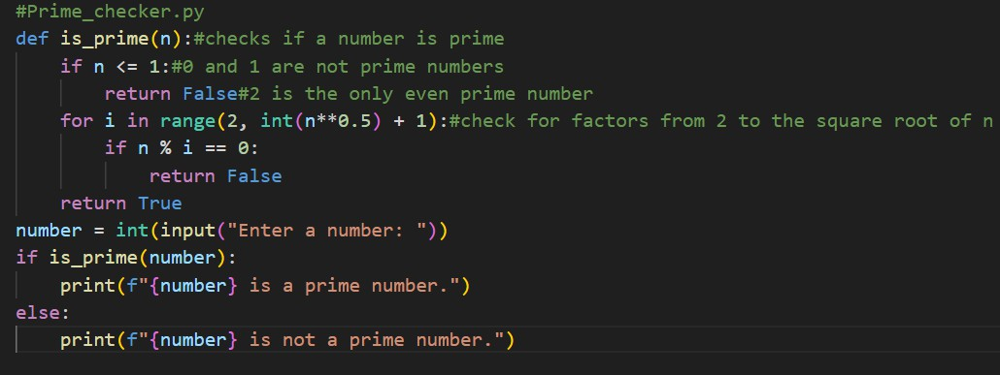 #Prime_checker.py
def is_prime(n):#checks if a number is prime
    if n <= 1:#0 and 1 are not prime numbers
        return False#2 is the only even prime number
    for i in range(2, int(n**0.5) + 1):#check for factors from 2 to the square root of n
        if n % i == 0:
            return False
    return True
number = int(input("Enter a number: "))
if is_prime(number):
    print(f"{number} is a prime number.")
else:
    print(f"{number} is not a prime number.")